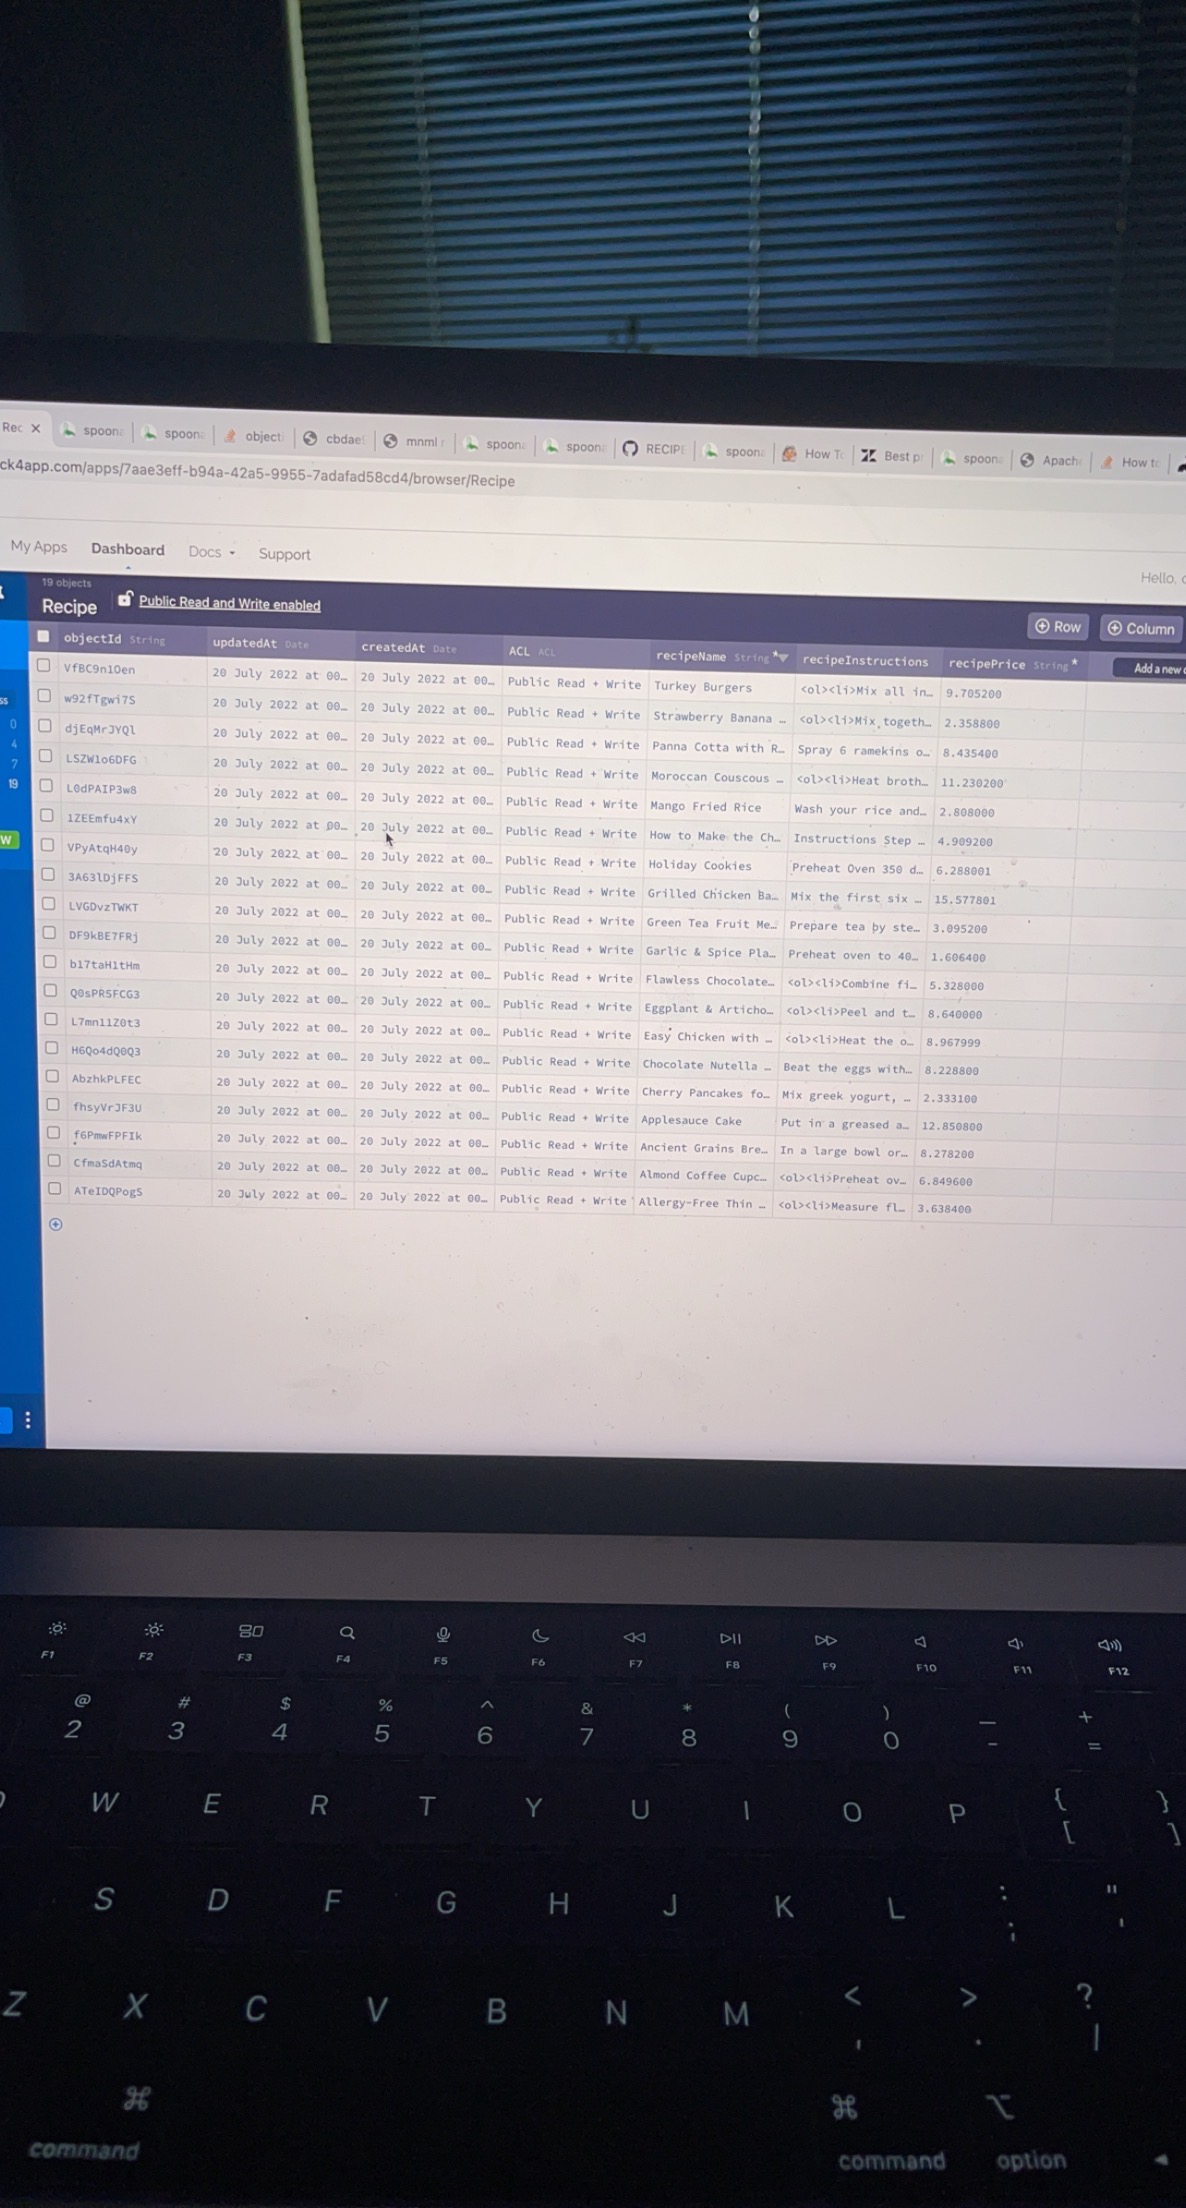 Rec × spoon spoona objecti cbdae mnml r spoona spoon RECIPE spoona How To Best p spoona Apach How to
ck4app.com/apps/7aae3eff-b94a-42a5-9955-7adafad58cd4/browser/Recipe
My Apps Dashboard Docs Support
Hello,
19 objects
Recipe Public Read and Write enabled Row Column
objectId String updatedAt Date createdAt Date ACL ACL recipeName String * recipeInstructions recipePrice String * Add a new
VfBC9n1Oen 20 July 2022 at 00… 20 July 2022 at 00… Public Read + Write Turkey Burgers <ol><li>Mix all in… 9.705200
w92fTgwi7S 20 July 2022 at 00… 20 July 2022 at 00… Public Read + Write Strawberry Banana … <ol><li>Mix togeth… 2.358800
djEqMrJYQl 20 July 2022 at 00… 20 July 2022 at 00… Public Read + Write Panna Cotta with R… Spray 6 ramekins o… 8.435400
LSZW1o6DFG 20 July 2022 at 00… 20 July 2022 at 00… Public Read + Write Moroccan Couscous … <ol><li>Heat broth… 11.230200
L0dPAIP3w8 20 July 2022 at 00… 20 July 2022 at 00… Public Read + Write Mango Fried Rice Wash your rice and… 2.808000
1ZEEmfu4xY 20 July 2022 at 00… 20 July 2022 at 00… Public Read + Write How to Make the Ch… Instructions Step … 4.909200
VPyAtqH40y 20 July 2022 at 00… 20 July 2022 at 00… Public Read + Write Holiday Cookies Preheat Oven 350 d… 6.288001
3A63lDjFFS 20 July 2022 at 00… 20 July 2022 at 00… Public Read + Write Grilled Chicken Ba… Mix the first six … 15.577801
LVGDvzTWKT 20 July 2022 at 00… 20 July 2022 at 00… Public Read + Write Green Tea Fruit Me… Prepare tea by ste… 3.095200
DF9kBE7FRj 20 July 2022 at 00… 20 July 2022 at 00… Public Read + Write Garlic & Spice Pla… Preheat oven to 40… 1.606400
b17taH1tHm 20 July 2022 at 00… 20 July 2022 at 00… Public Read + Write Flawless Chocolate… <ol><li>Combine fi… 5.328000
Q0sPR5FCG3 20 July 2022 at 00… 20 July 2022 at 00… Public Read + Write Eggplant & Articho… <ol><li>Peel and t… 8.640000
L7mn11Z0t3 20 July 2022 at 00… 20 July 2022 at 00… Public Read + Write Easy Chicken with … <ol><li>Heat the o… 8.967999
H6Qo4dQ0Q3 20 July 2022 at 00… 20 July 2022 at 00… Public Read + Write Chocolate Nutella … Beat the eggs with… 8.228800
AbzhkPLFEC 20 July 2022 at 00… 20 July 2022 at 00… Public Read + Write Cherry Pancakes fo… Mix greek yogurt, … 2.333100
fhsyVrJF3U 20 July 2022 at 00… 20 July 2022 at 00… Public Read + Write Applesauce Cake Put in a greased a… 12.850800
f6PmwFPFIk 20 July 2022 at 00… 20 July 2022 at 00… Public Read + Write Ancient Grains Bre… In a large bowl or… 8.278200
CfmaSdAtmq 20 July 2022 at 00… 20 July 2022 at 00… Public Read + Write Almond Coffee Cupc… <ol><li>Preheat ov… 6.849600
ATeIDQPogS 20 July 2022 at 00… 20 July 2022 at 00… Public Read + Write Allergy-Free Thin … <ol><li>Measure fl… 3.638400
ss
0
4
7
19
W
F1 F2 F3 F4 F5 F6 F7 F8 F9 F10 F11 F12
@ # $ % ^ & * ( ) _ +
2 3 4 5 6 7 8 9 0 - =
W E R T Y U I O P { }
[ ]
S D F G H J K L : "
; '
Z X C V B N M < > ?
, . /
⌘ ⌘ ⌥
command command option